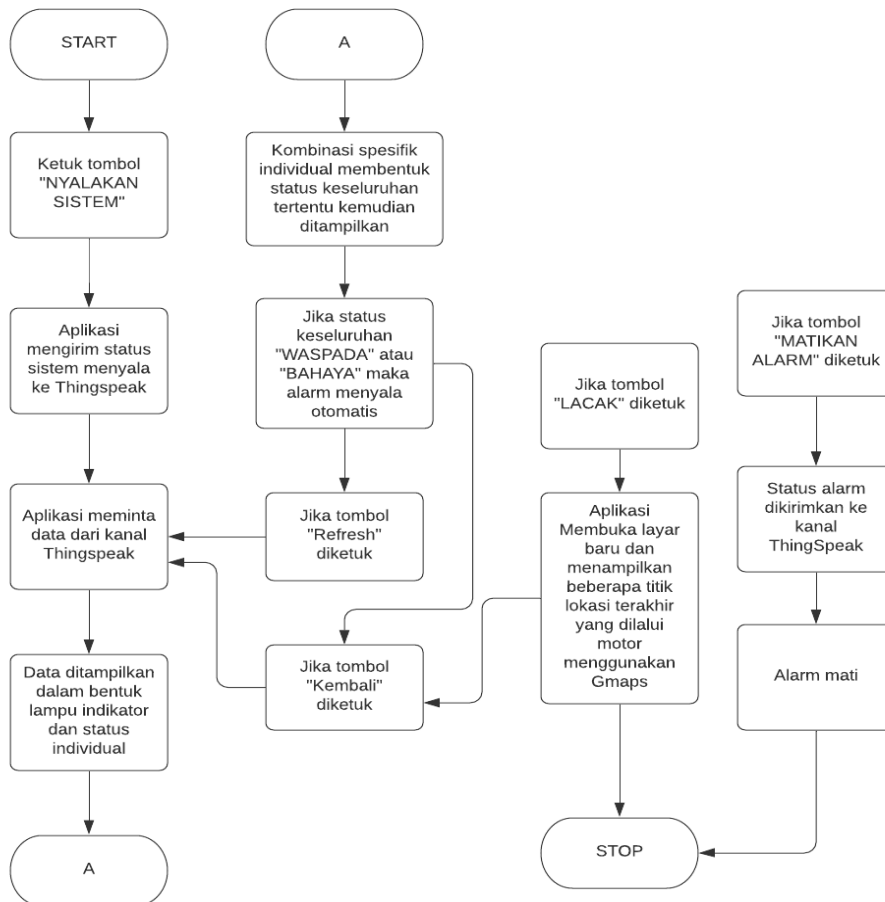 START
Ketuk tombol
"NYALAKAN
SISTEM"
Aplikasi
mengirim status
sistem menyala
ke Thingspeak
Aplikasi meminta
data dari kanal
Thingspeak
Data ditampilkan
dalam bentuk
lampu indikator
dan status
individual
A
A
Kombinasi spesifik
individual membentuk
status keseluruhan
tertentu kemudian
ditampilkan
Jika status
keseluruhan
"WASPADA" atau
"BAHAYA" maka
alarm menyala
otomatis
Jika tombol
"Refresh"
diketuk
Jika tombol
"Kembali"
diketuk
Jika tombol
"LACAK" diketuk
Aplikasi
Membuka layar
baru dan
menampilkan
beberapa titik
lokasi terakhir
yang dilalui
motor
menggunakan
Gmaps
STOP
Jika tombol
"MATIKAN
ALARM" diketuk
Status alarm
dikirimkan ke
kanal
ThingSpeak
Alarm mati